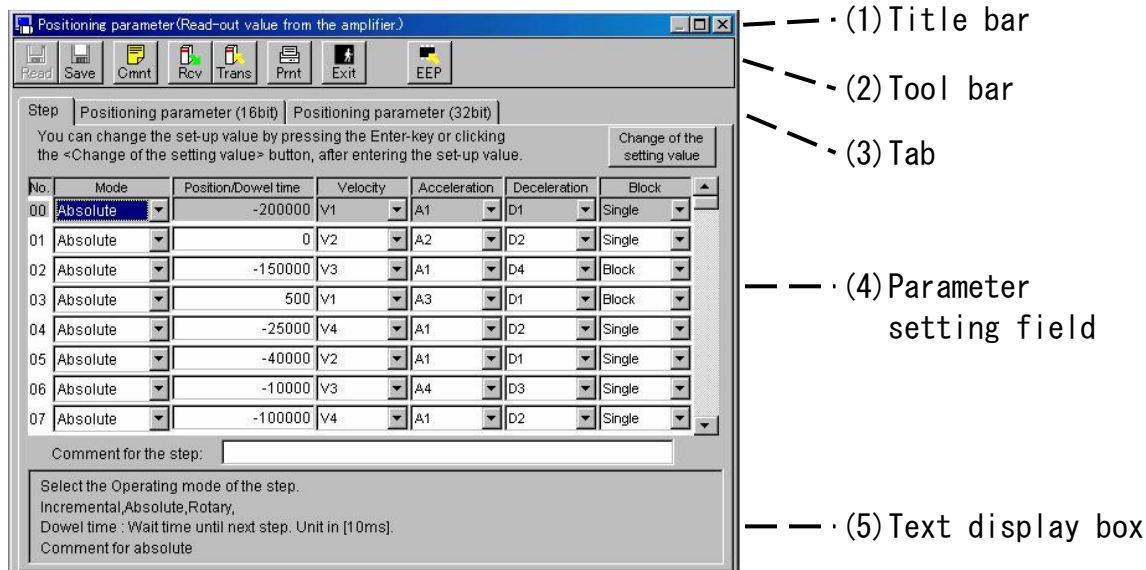 Positioning parameter(Read-out value from the amplifier.)
(1)Title bar
Read Save Cmnt Rcv Trans Prnt Exit EEP
(2)Tool bar
Step Positioning parameter (16bit) Positioning parameter (32bit)
(3)Tab
You can change the set-up value by pressing the Enter-key or clicking
the <Change of the setting value> button, after entering the set-up value.
Change of the
setting value
No. Mode Position/Dowel time Velocity Acceleration Deceleration Block
00 Absolute -200000 V1 A1 D1 Single
01 Absolute 0 V2 A2 D2 Single
02 Absolute -150000 V3 A1 D4 Block
03 Absolute 500 V1 A3 D1 Block
04 Absolute -25000 V4 A1 D2 Single
05 Absolute -40000 V2 A1 D1 Single
06 Absolute -10000 V3 A4 D3 Single
07 Absolute -100000 V4 A1 D2 Single
(4)Parameter
setting field
Comment for the step:
Select the Operating mode of the step.
Incremental,Absolute,Rotary,
Dowel time : Wait time until next step. Unit in [10ms].
Comment for absolute
(5)Text display box